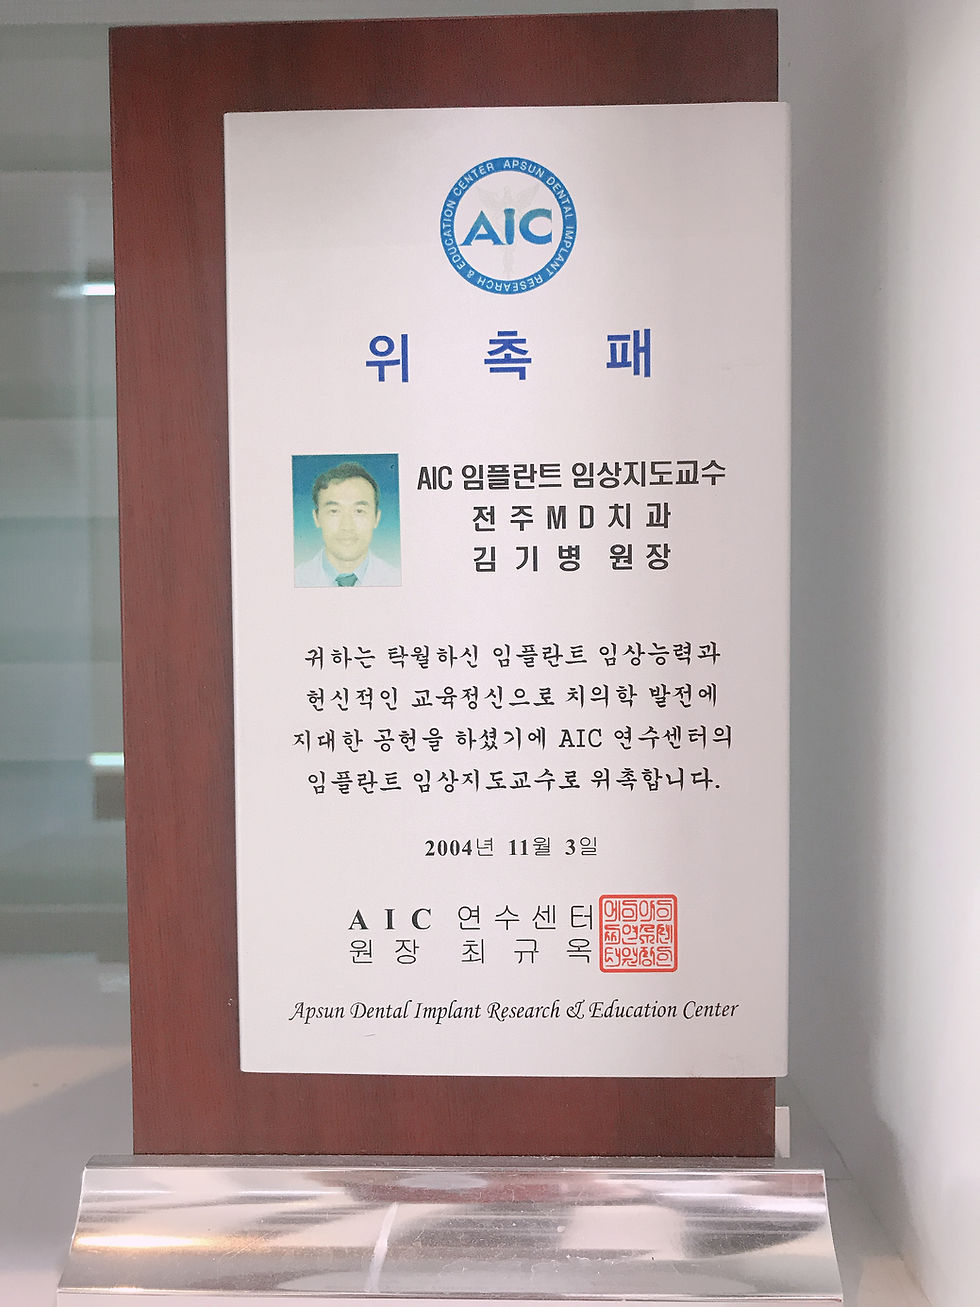 APSUN DENTAL IMPLANT RESEARCH & EDUCATION CENTER
AIC
위 촉 패
AIC 임플란트 임상지도교수
전 주 M D 치 과
김 기 병 원 장
귀하는 탁월하신 임플란트 임상능력과
헌신적인 교육정신으로 치의학 발전에
지대한 공헌을 하셨기에 AIC 연수센터의
임플란트 임상지도교수로 위촉합니다.
2004년 11월 3일
A I C 연 수 센 터
원 장 최 규 옥
Apsun Dental Implant Research & Education Center